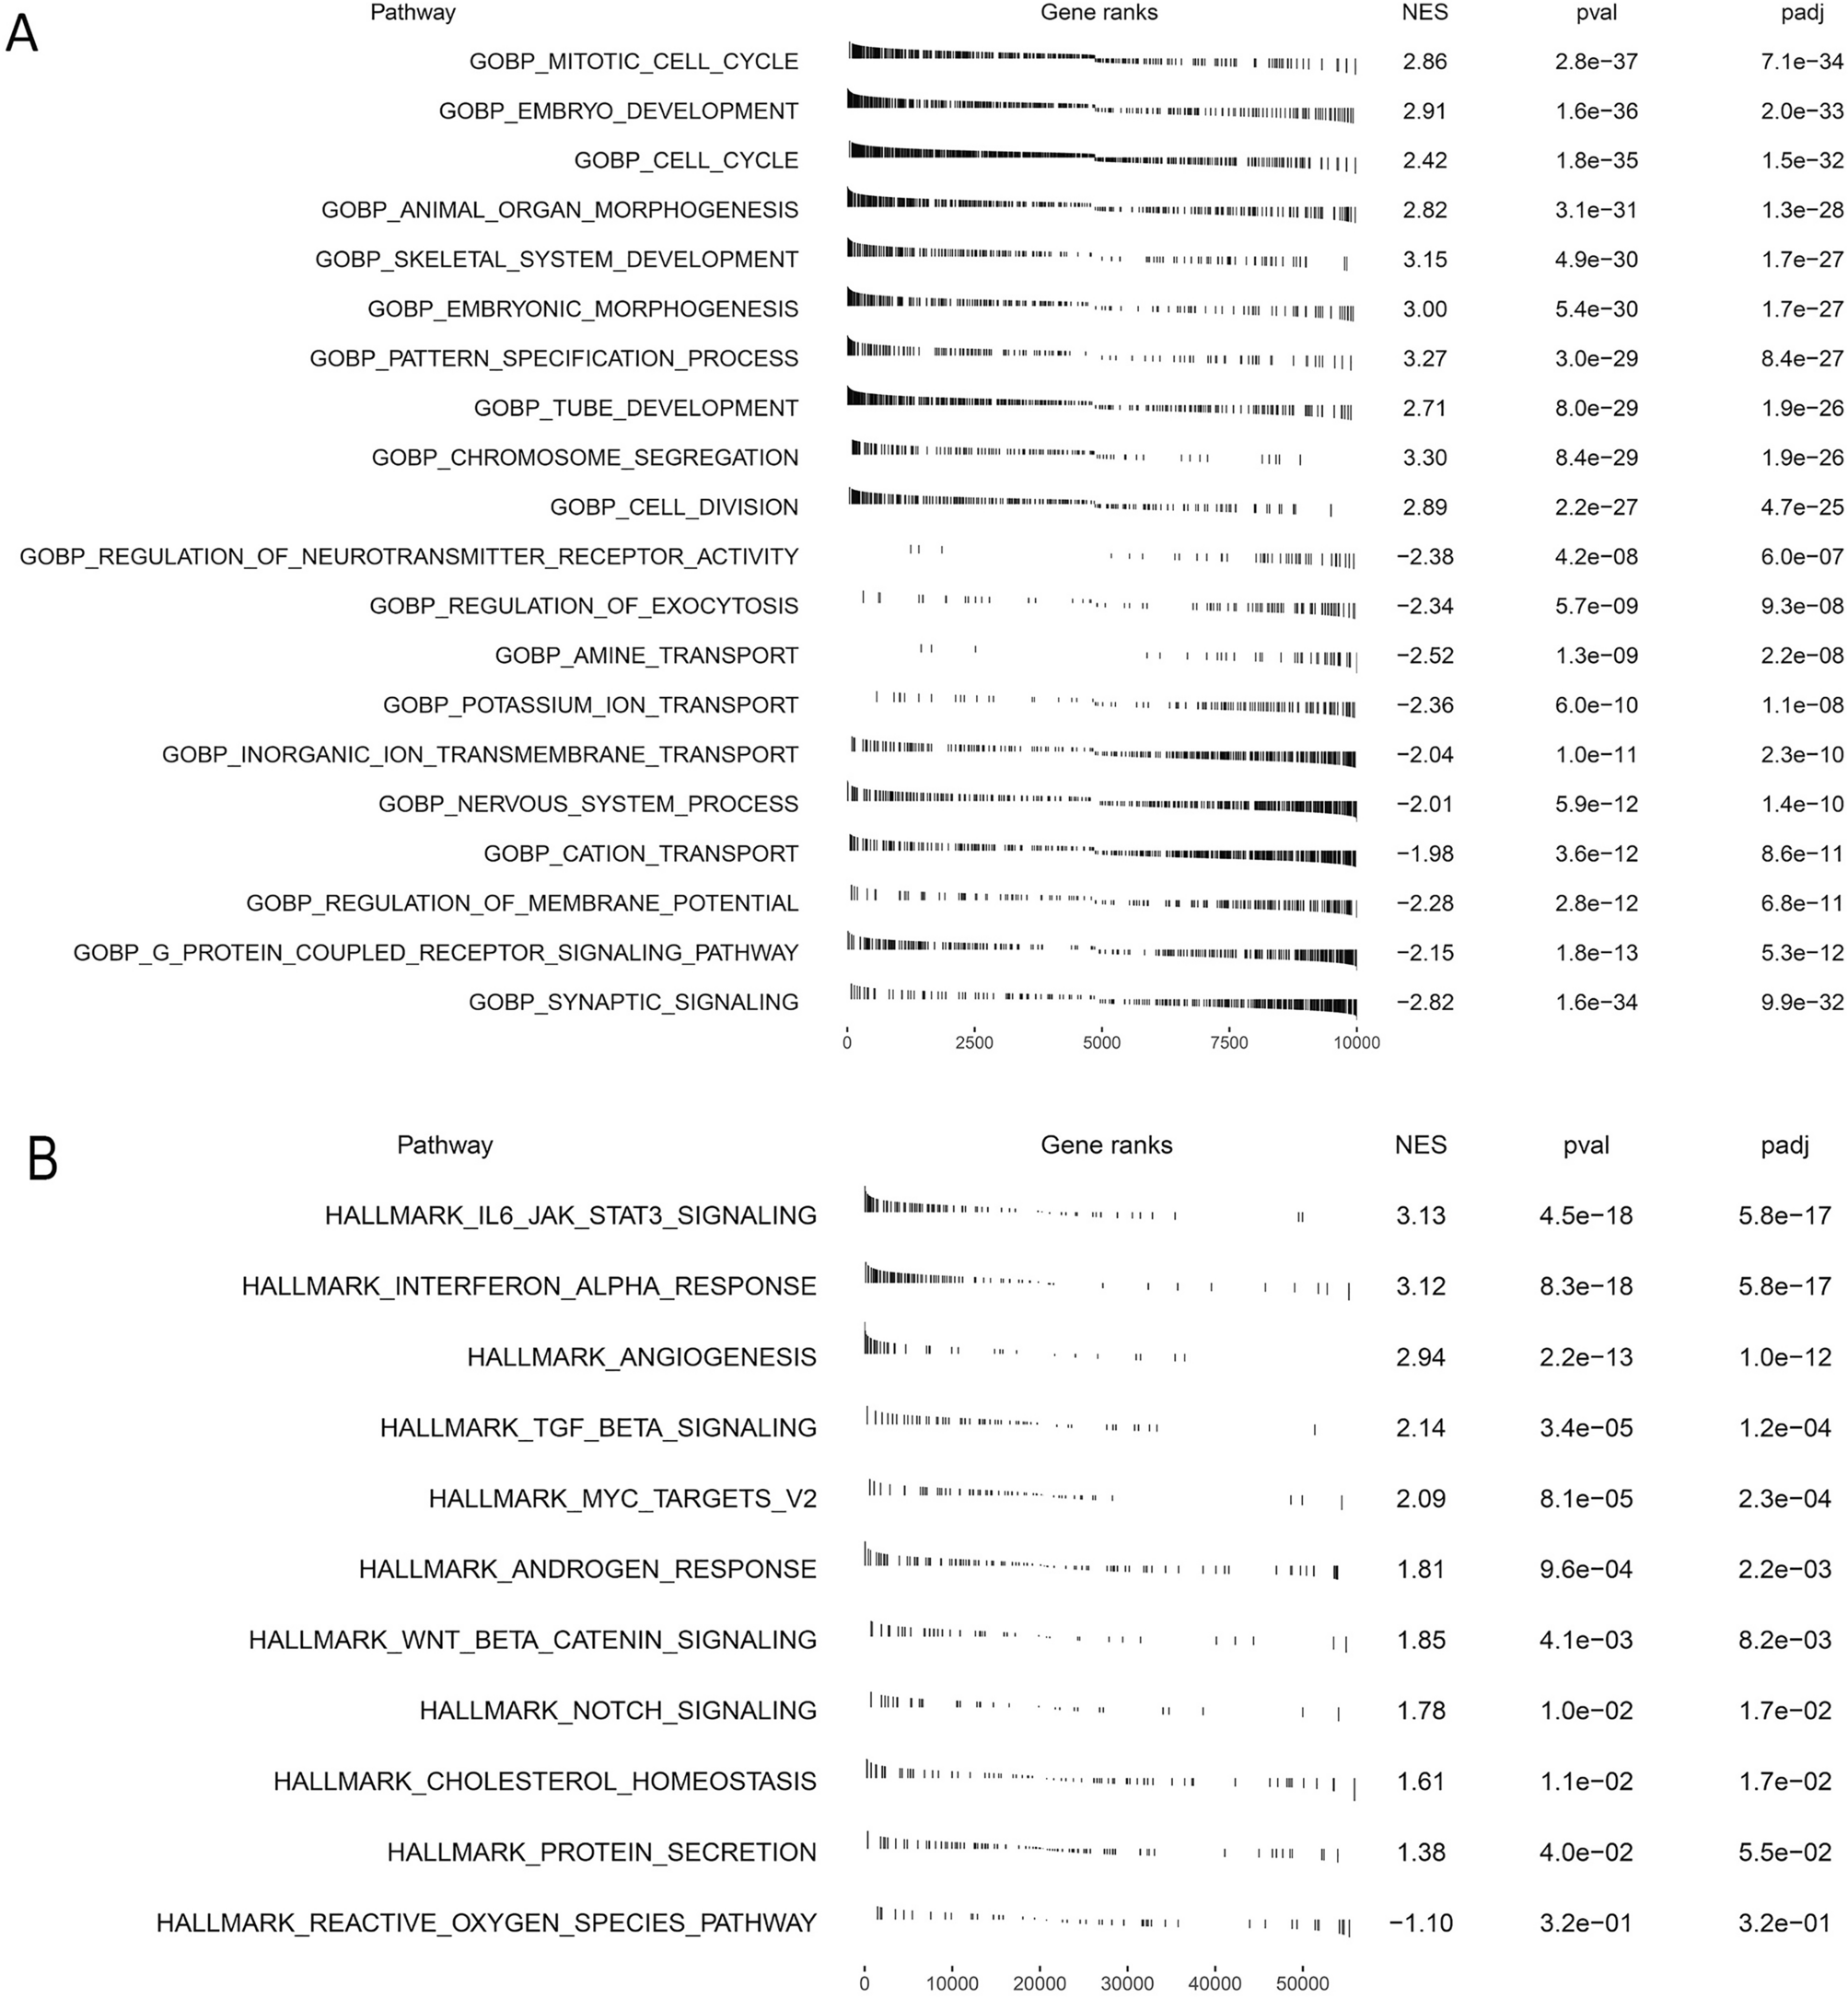 A
Pathway Gene ranks NES pval padj
GOBP_MITOTIC_CELL_CYCLE 2.86 2.8e−37 7.1e−34
GOBP_EMBRYO_DEVELOPMENT 2.91 1.6e−36 2.0e−33
GOBP_CELL_CYCLE 2.42 1.8e−35 1.5e−32
GOBP_ANIMAL_ORGAN_MORPHOGENESIS 2.82 3.1e−31 1.3e−28
GOBP_SKELETAL_SYSTEM_DEVELOPMENT 3.15 4.9e−30 1.7e−27
GOBP_EMBRYONIC_MORPHOGENESIS 3.00 5.4e−30 1.7e−27
GOBP_PATTERN_SPECIFICATION_PROCESS 3.27 3.0e−29 8.4e−27
GOBP_TUBE_DEVELOPMENT 2.71 8.0e−29 1.9e−26
GOBP_CHROMOSOME_SEGREGATION 3.30 8.4e−29 1.9e−26
GOBP_CELL_DIVISION 2.89 2.2e−27 4.7e−25
GOBP_REGULATION_OF_NEUROTRANSMITTER_RECEPTOR_ACTIVITY −2.38 4.2e−08 6.0e−07
GOBP_REGULATION_OF_EXOCYTOSIS −2.34 5.7e−09 9.3e−08
GOBP_AMINE_TRANSPORT −2.52 1.3e−09 2.2e−08
GOBP_POTASSIUM_ION_TRANSPORT −2.36 6.0e−10 1.1e−08
GOBP_INORGANIC_ION_TRANSMEMBRANE_TRANSPORT −2.04 1.0e−11 2.3e−10
GOBP_NERVOUS_SYSTEM_PROCESS −2.01 5.9e−12 1.4e−10
GOBP_CATION_TRANSPORT −1.98 3.6e−12 8.6e−11
GOBP_REGULATION_OF_MEMBRANE_POTENTIAL −2.28 2.8e−12 6.8e−11
GOBP_G_PROTEIN_COUPLED_RECEPTOR_SIGNALING_PATHWAY −2.15 1.8e−13 5.3e−12
GOBP_SYNAPTIC_SIGNALING −2.82 1.6e−34 9.9e−32
0 2500 5000 7500 10000
B
Pathway Gene ranks NES pval padj
HALLMARK_IL6_JAK_STAT3_SIGNALING 3.13 4.5e−18 5.8e−17
HALLMARK_INTERFERON_ALPHA_RESPONSE 3.12 8.3e−18 5.8e−17
HALLMARK_ANGIOGENESIS 2.94 2.2e−13 1.0e−12
HALLMARK_TGF_BETA_SIGNALING 2.14 3.4e−05 1.2e−04
HALLMARK_MYC_TARGETS_V2 2.09 8.1e−05 2.3e−04
HALLMARK_ANDROGEN_RESPONSE 1.81 9.6e−04 2.2e−03
HALLMARK_WNT_BETA_CATENIN_SIGNALING 1.85 4.1e−03 8.2e−03
HALLMARK_NOTCH_SIGNALING 1.78 1.0e−02 1.7e−02
HALLMARK_CHOLESTEROL_HOMEOSTASIS 1.61 1.1e−02 1.7e−02
HALLMARK_PROTEIN_SECRETION 1.38 4.0e−02 5.5e−02
HALLMARK_REACTIVE_OXYGEN_SPECIES_PATHWAY −1.10 3.2e−01 3.2e−01
0 10000 20000 30000 40000 50000